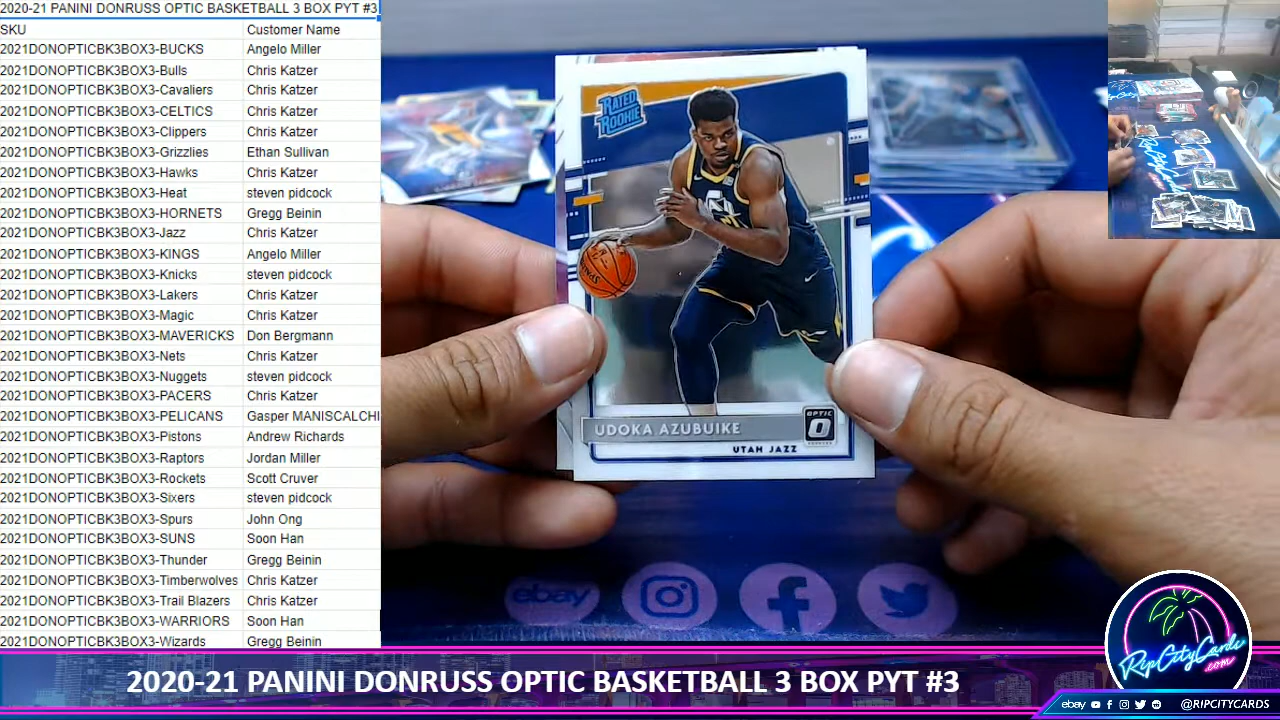 2020-21 PANINI DONRUSS OPTIC BASKETBALL 3 BOX PYT #3
SKU Customer Name
2021DONOPTICBK3BOX3-BUCKS Angelo Miller
2021DONOPTICBK3BOX3-Bulls Chris Katzer
2021DONOPTICBK3BOX3-Cavaliers Chris Katzer
2021DONOPTICBK3BOX3-CELTICS Chris Katzer
2021DONOPTICBK3BOX3-Clippers Chris Katzer
2021DONOPTICBK3BOX3-Grizzlies Ethan Sullivan
2021DONOPTICBK3BOX3-Hawks Chris Katzer
2021DONOPTICBK3BOX3-Heat steven pidcock
2021DONOPTICBK3BOX3-HORNETS Gregg Beinin
2021DONOPTICBK3BOX3-Jazz Chris Katzer
2021DONOPTICBK3BOX3-KINGS Angelo Miller
2021DONOPTICBK3BOX3-Knicks steven pidcock
2021DONOPTICBK3BOX3-Lakers Chris Katzer
2021DONOPTICBK3BOX3-Magic Chris Katzer
2021DONOPTICBK3BOX3-MAVERICKS Don Bergmann
2021DONOPTICBK3BOX3-Nets Chris Katzer
2021DONOPTICBK3BOX3-Nuggets steven pidcock
2021DONOPTICBK3BOX3-PACERS Chris Katzer
2021DONOPTICBK3BOX3-PELICANS Gasper MANISCALCHI
2021DONOPTICBK3BOX3-Pistons Andrew Richards
2021DONOPTICBK3BOX3-Raptors Jordan Miller
2021DONOPTICBK3BOX3-Rockets Scott Cruver
2021DONOPTICBK3BOX3-Sixers steven pidcock
2021DONOPTICBK3BOX3-Spurs John Ong
2021DONOPTICBK3BOX3-SUNS Soon Han
2021DONOPTICBK3BOX3-Thunder Gregg Beinin
2021DONOPTICBK3BOX3-Timberwolves Chris Katzer
2021DONOPTICBK3BOX3-Trail Blazers Chris Katzer
2021DONOPTICBK3BOX3-WARRIORS Soon Han
2021DONOPTICBK3BOX3-Wizards Gregg Beinin
RATED
ROOKIE
SPALDING
OPTIC
UDOKA AZUBUIKE
UTAH JAZZ
ebay
RipCityCards
.com
2020-21 PANINI DONRUSS OPTIC BASKETBALL 3 BOX PYT #3
ebay @RIPCITYCARDS